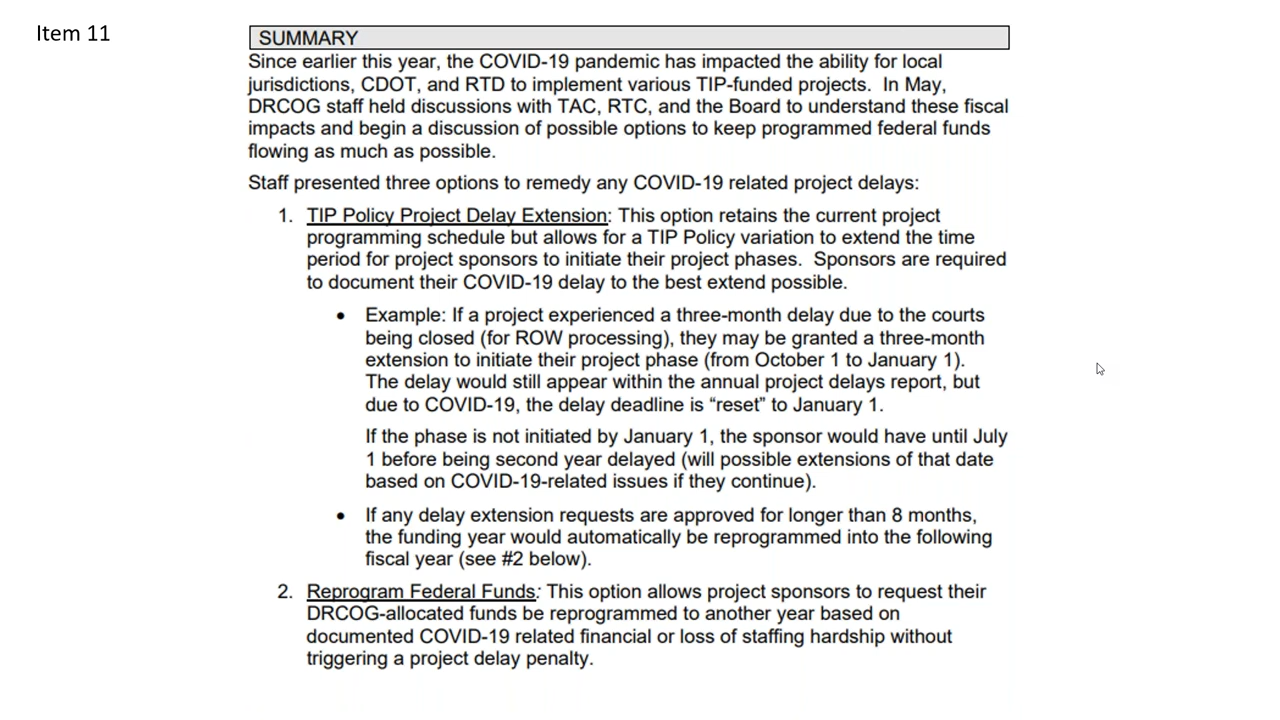 Item 11
SUMMARY
Since earlier this year, the COVID-19 pandemic has impacted the ability for local
jurisdictions, CDOT, and RTD to implement various TIP-funded projects.  In May,
DRCOG staff held discussions with TAC, RTC, and the Board to understand these fiscal
impacts and begin a discussion of possible options to keep programmed federal funds
flowing as much as possible.
Staff presented three options to remedy any COVID-19 related project delays:
1. TIP Policy Project Delay Extension: This option retains the current project
programming schedule but allows for a TIP Policy variation to extend the time
period for project sponsors to initiate their project phases.  Sponsors are required
to document their COVID-19 delay to the best extend possible.
• Example: If a project experienced a three-month delay due to the courts
being closed (for ROW processing), they may be granted a three-month
extension to initiate their project phase (from October 1 to January 1).
The delay would still appear within the annual project delays report, but
due to COVID-19, the delay deadline is “reset” to January 1.
If the phase is not initiated by January 1, the sponsor would have until July
1 before being second year delayed (will possible extensions of that date
based on COVID-19-related issues if they continue).
• If any delay extension requests are approved for longer than 8 months,
the funding year would automatically be reprogrammed into the following
fiscal year (see #2 below).
2. Reprogram Federal Funds: This option allows project sponsors to request their
DRCOG-allocated funds be reprogrammed to another year based on
documented COVID-19 related financial or loss of staffing hardship without
triggering a project delay penalty.